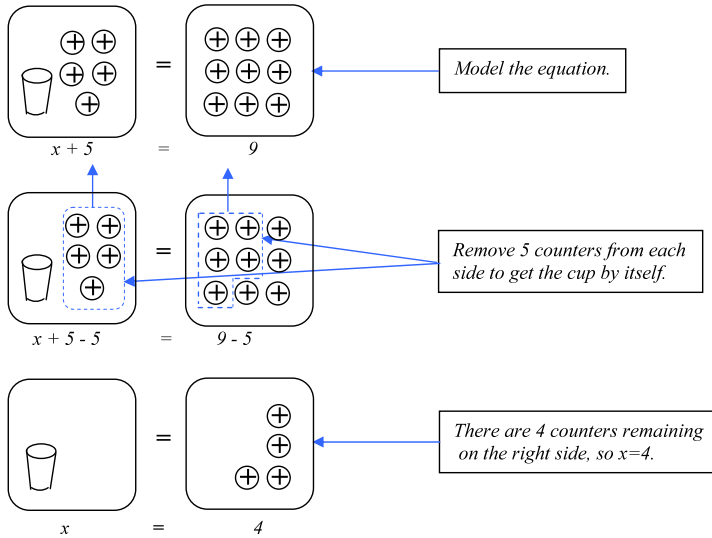 =
Model the equation.
x + 5 = 9
=
Remove 5 counters from each
side to get the cup by itself.
x + 5 - 5 = 9 - 5
=
There are 4 counters remaining
on the right side, so x=4.
x = 4